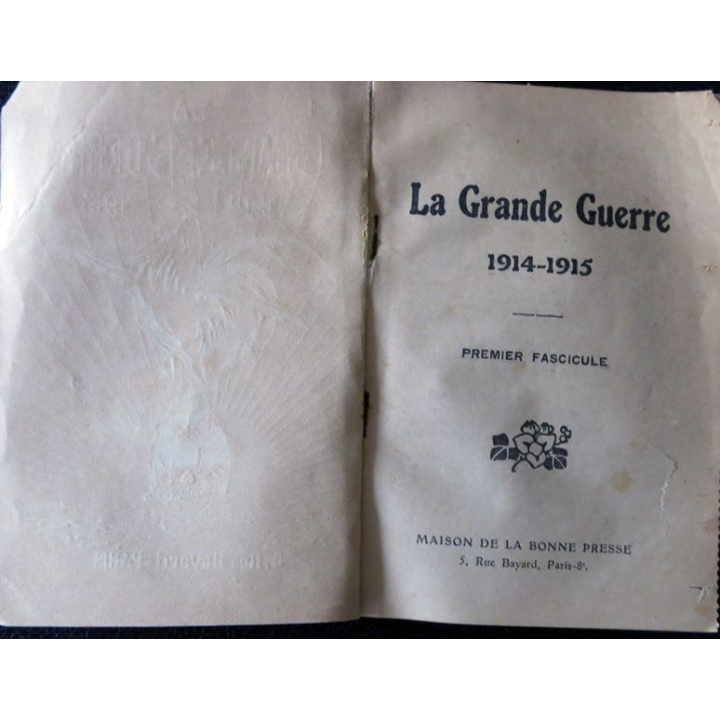 La Grande Guerre
1914-1915
PREMIER FASCICULE
MAISON DE LA BONNE PRESSE
5, Rue Bayard, Paris-8ᵉ.